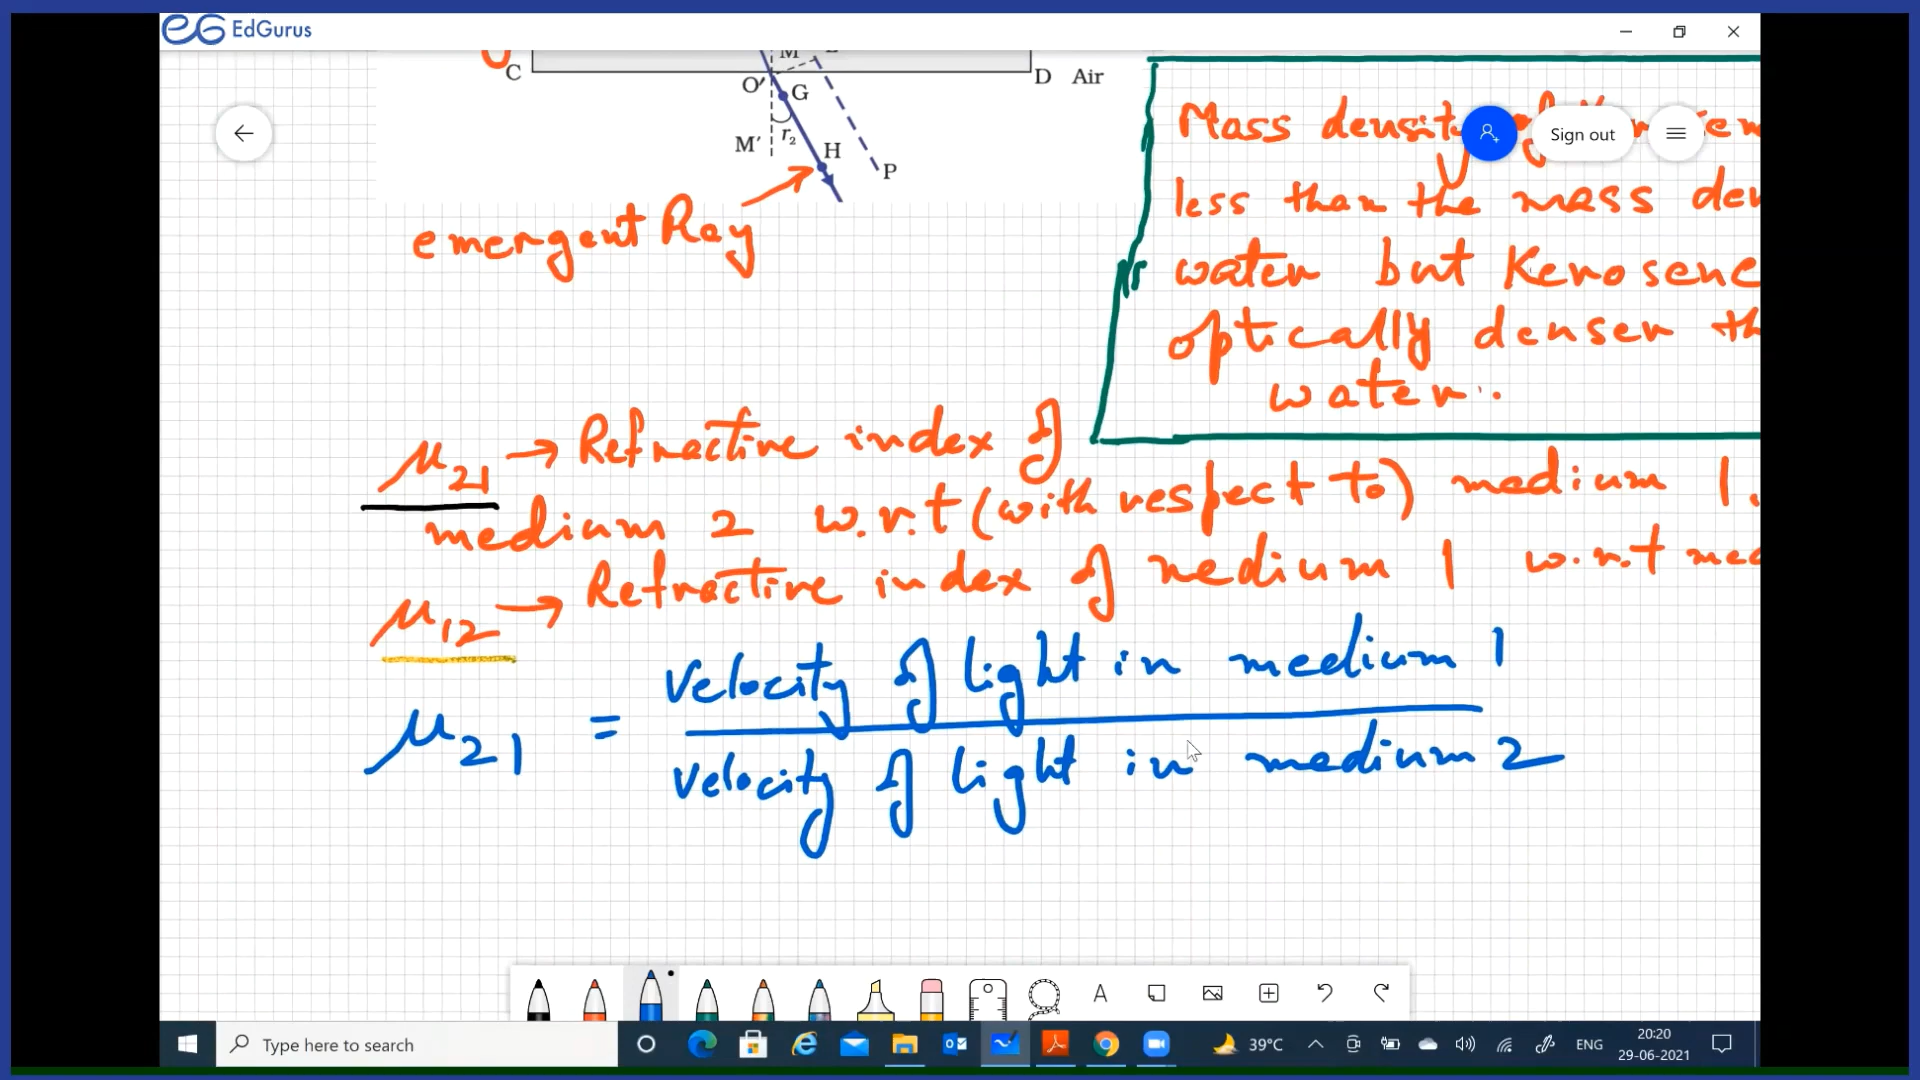 EdGurus
C
M
D Air
O′ G
M′ r₂
H
P
emergent Ray
Mass density of
Sign out
less than the mass
water but Kerosene
optically denser
water.
μ₂₁ → Refractive index of
medium 2 w.r.t (with respect to) medium 1.
μ₁₂ → Refractive index of medium 1 w.r.t
μ₂₁ = velocity of light in medium 1
velocity of light in medium 2
A
Type here to search
39°C
ENG
20:20
29-06-2021